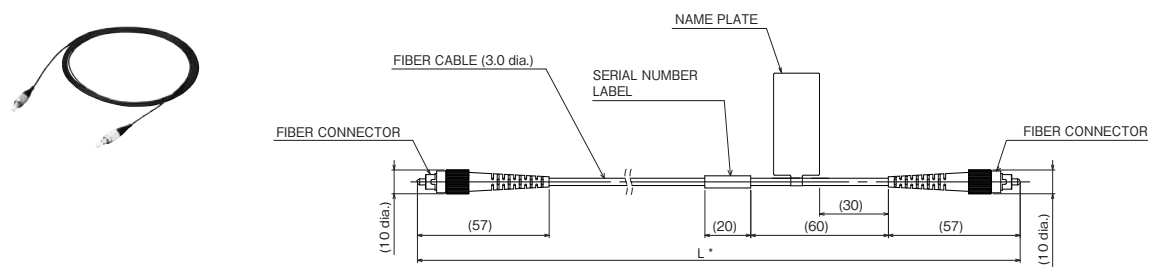 NAME PLATE
FIBER CABLE (3.0 dia.)
SERIAL NUMBER
LABEL
FIBER CONNECTOR
FIBER CONNECTOR
(10 dia.)
(57)
(20)
(30)
(60)
(57)
(10 dia.)
L *